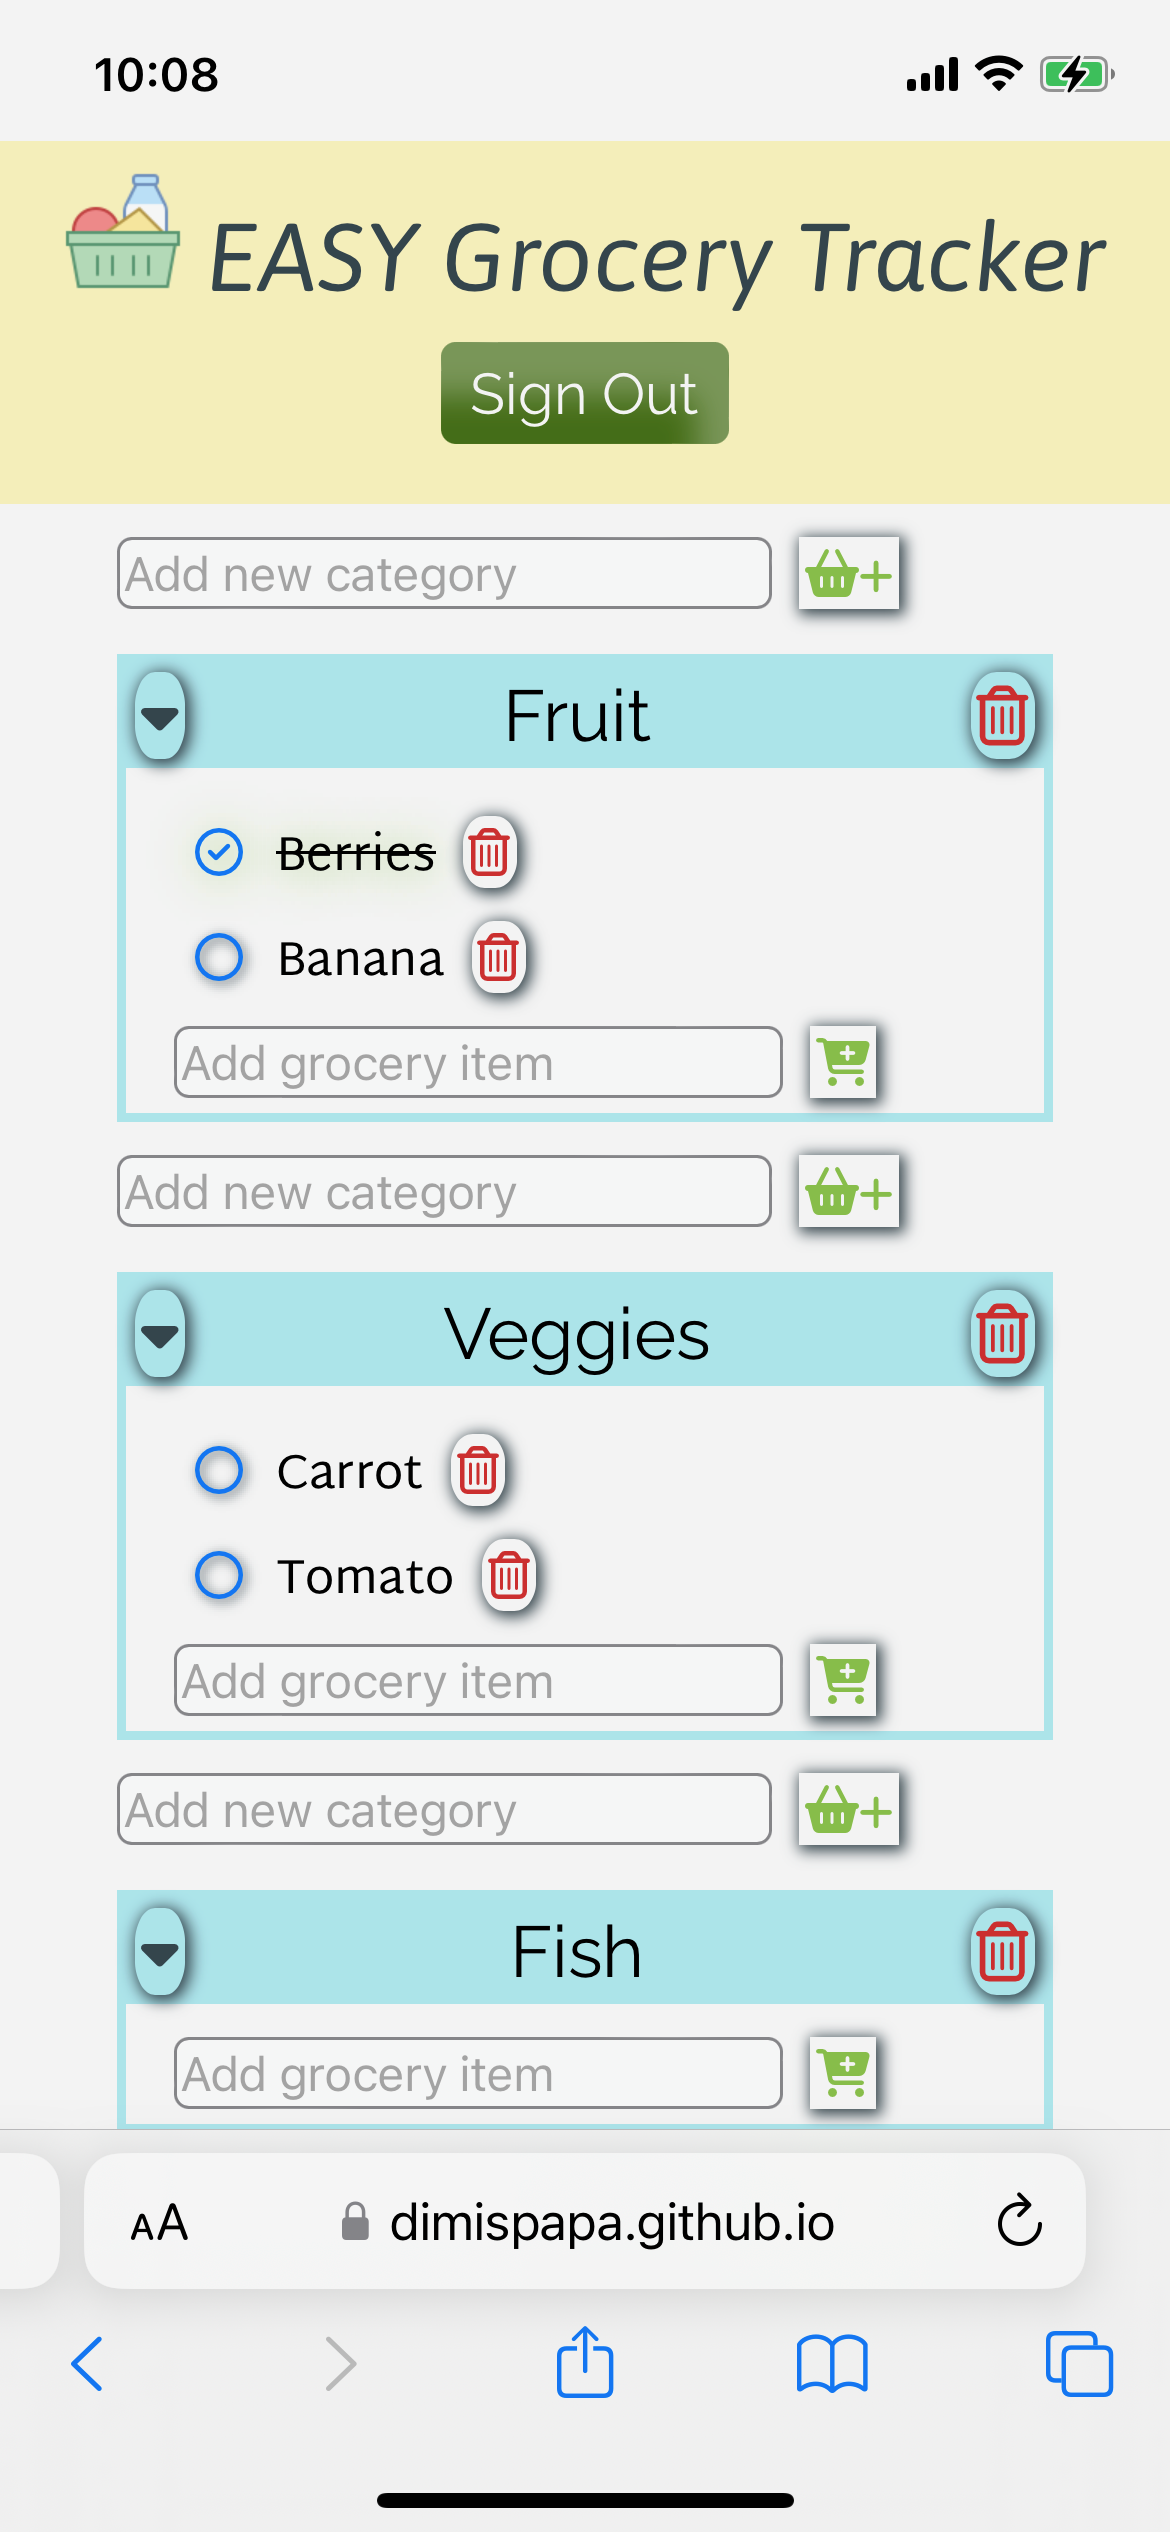 10:08
EASY Grocery Tracker
Sign Out
Add new category
Fruit
Berries
Banana
Add grocery item
Add new category
Veggies
Carrot
Tomato
Add grocery item
Add new category
Fish
Add grocery item
AA dimispapa.github.io